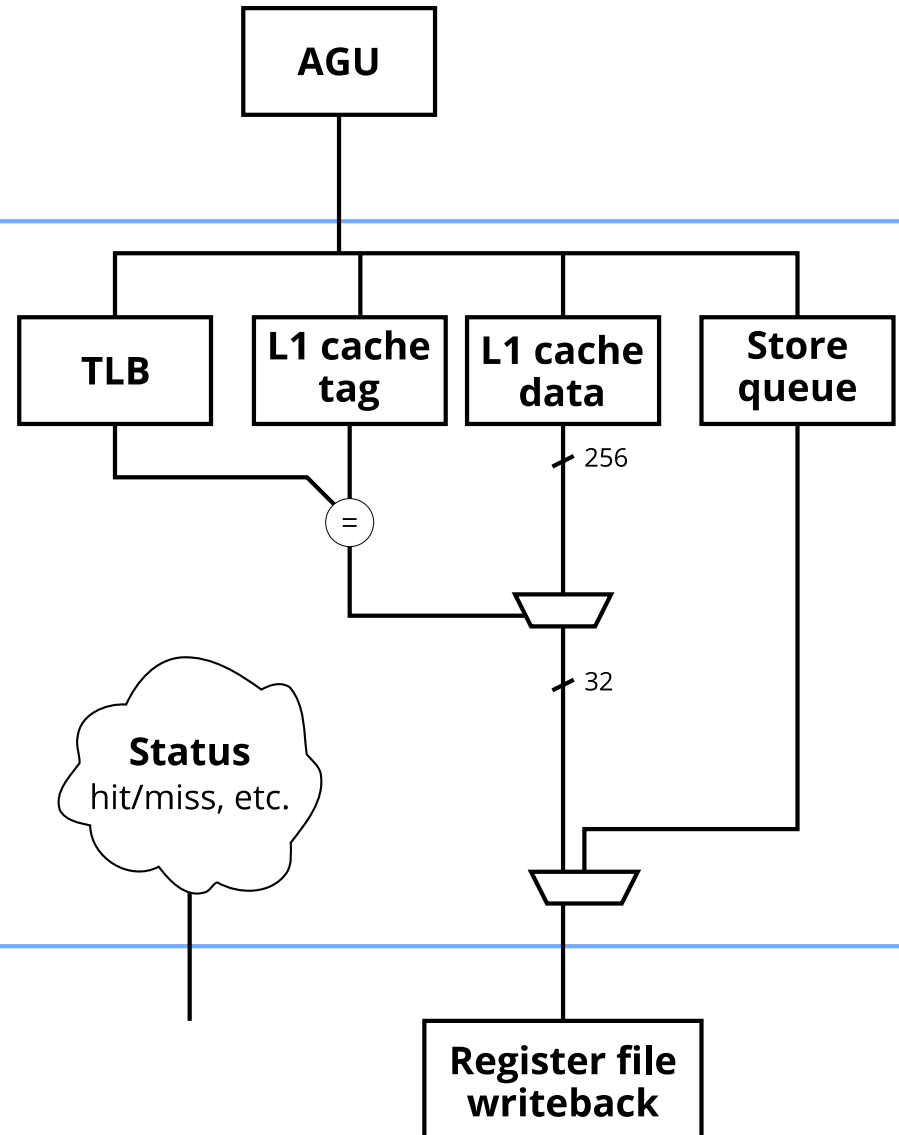 AGU
TLB
L1 cache
tag
L1 cache
data
Store
queue
256
=
32
Status
hit/miss, etc.
Register file
writeback